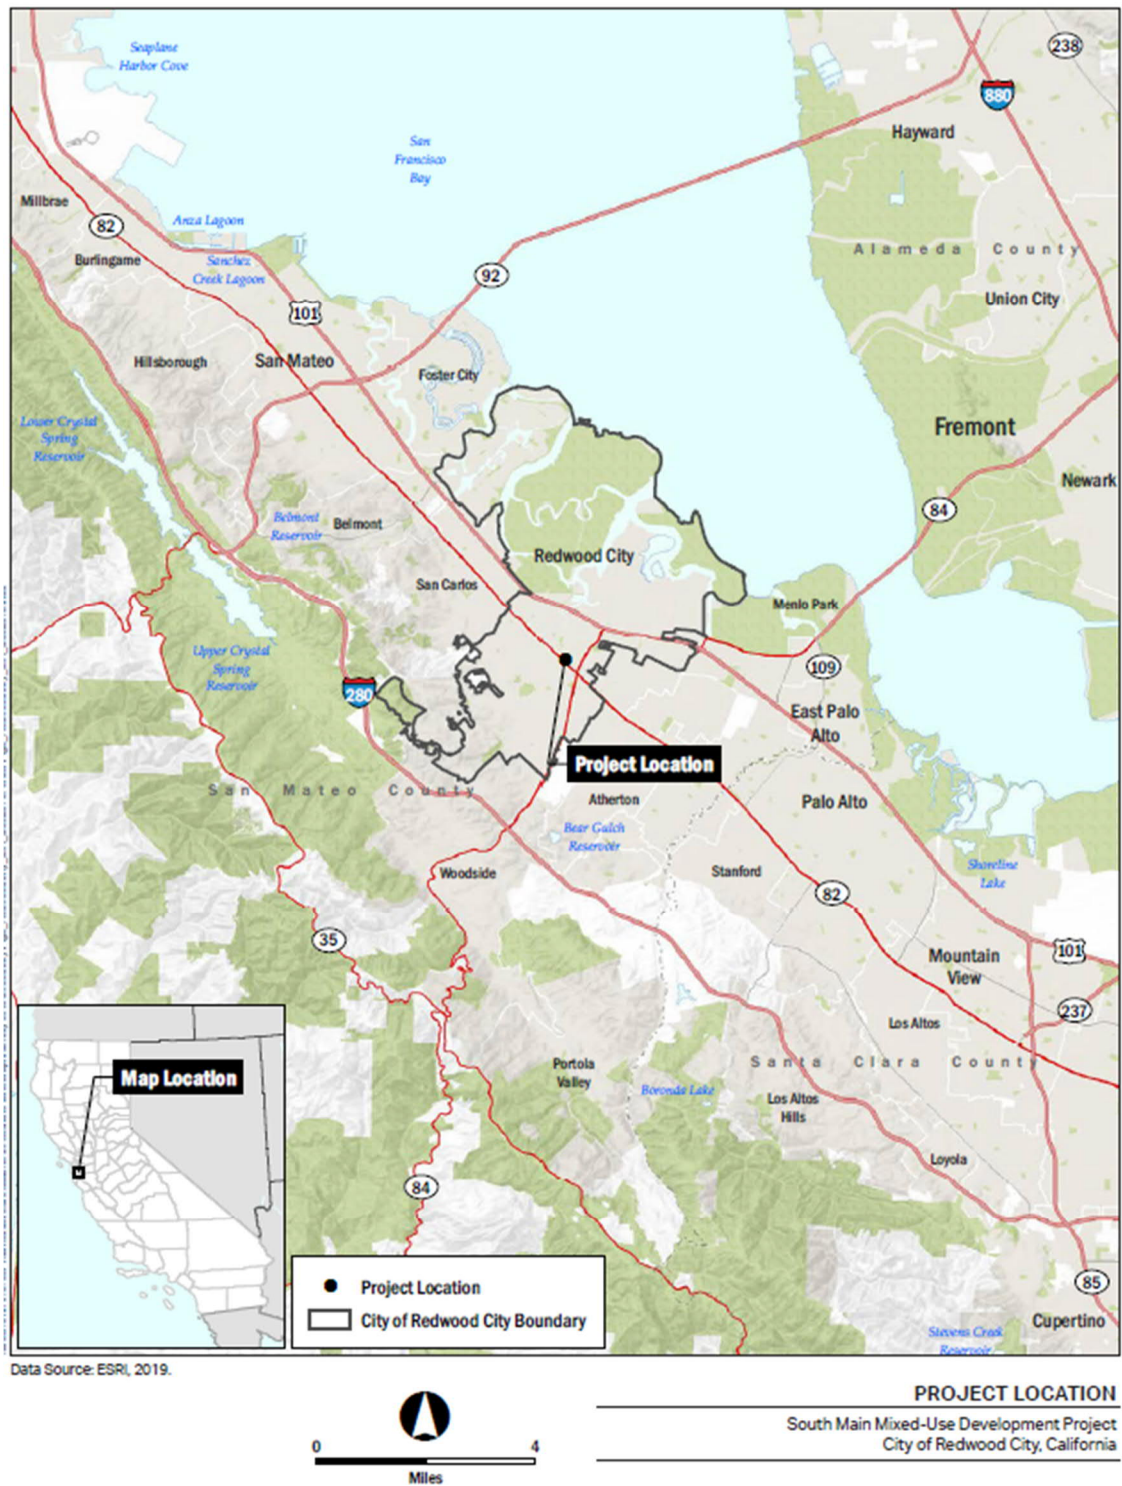 Seaplane
Harbor Cove
238
880
San
Francisco
Bay
Hayward
Millbrae
82
Anza Lagoon
Burlingame
Sanchez
Creek Lagoon
Alameda County
92
Union City
101
Hillsborough
San Mateo
Foster City
Lower Crystal
Spring
Reservoir
Fremont
Newark
84
Belmont
Reservoir
Belmont
Redwood City
San Carlos
Menlo Park
Upper Crystal
Spring
Reservoir
109
280
East Palo
Alto
Project Location
San Mateo County
Atherton
Palo Alto
Bear Gulch
Reservoir
Woodside
Stanford
Shoreline
Lake
82
35
Mountain
View
101
237
Los Altos
Santa Clara County
Portola
Valley
Boronda Lake
Los Altos
Hills
Map Location
Loyola
84
85
Cupertino
Stevens Creek
Reservoir
Project Location
City of Redwood City Boundary
Data Source: ESRI, 2019.
0 4
Miles
PROJECT LOCATION
South Main Mixed-Use Development Project
City of Redwood City, California